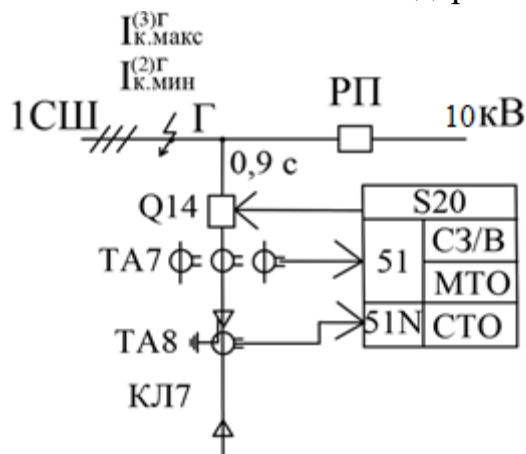 I(3)Г к.макс
I(2)Г к.мин
1СШ Г РП 10кВ
0,9 с
Q14 S20
ТА7 51 СЗ/В
МТО
ТА8 51N СТО
КЛ7